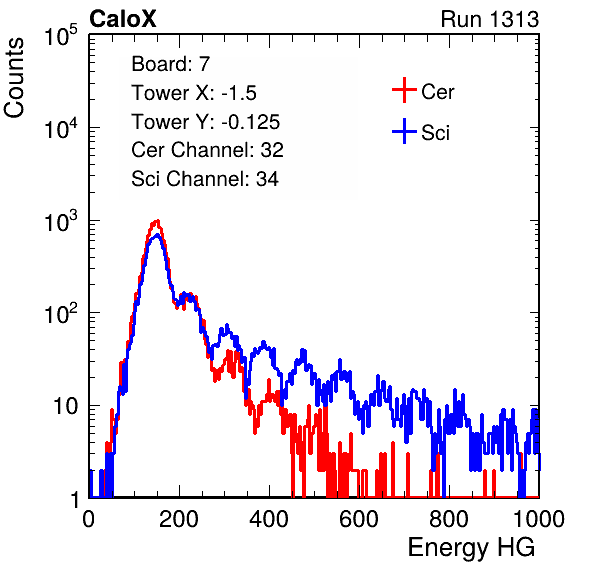 CaloX Run 1313
Counts
Board: 7
Tower X: -1.5
Tower Y: -0.125
Cer Channel: 32
Sci Channel: 34
Cer
Sci
10^5
10^4
10^3
10^2
10
1
0 200 400 600 800 1000
Energy HG